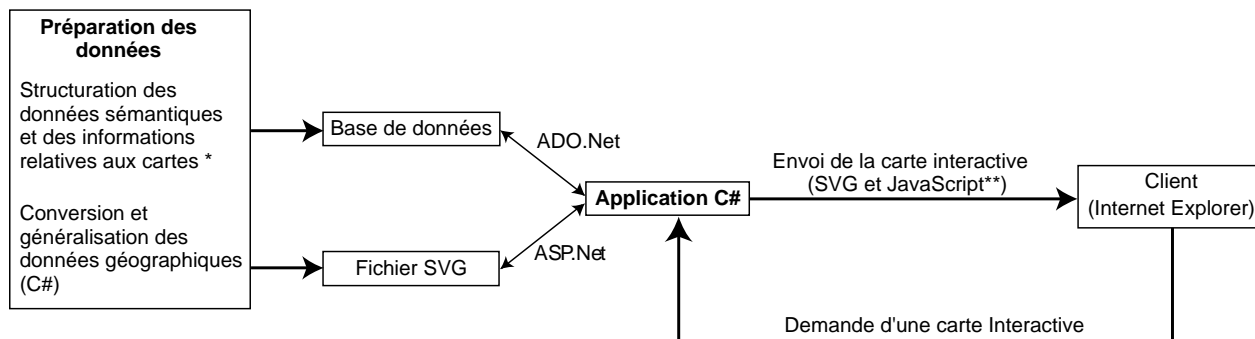 Préparation des
données
Structuration des
données sémantiques
et des informations
relatives aux cartes *
Conversion et
généralisation des
données géographiques
(C#)
Base de données
Fichier SVG
ADO.Net
ASP.Net
Application C#
Envoi de la carte interactive
(SVG et JavaScript**)
Client
(Internet Explorer)
Demande d'une carte Interactive